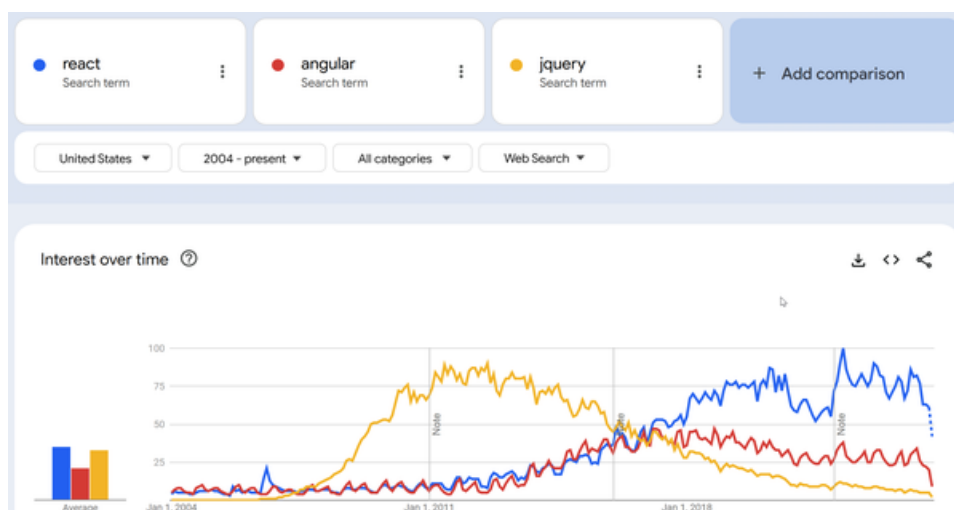 react
Search term
angular
Search term
jquery
Search term
+ Add comparison
United States
2004 - present
All categories
Web Search
Interest over time
100
75
50
25
Note
Note
Note
Average
Jan 1, 2004
Jan 1, 2011
Jan 1, 2018